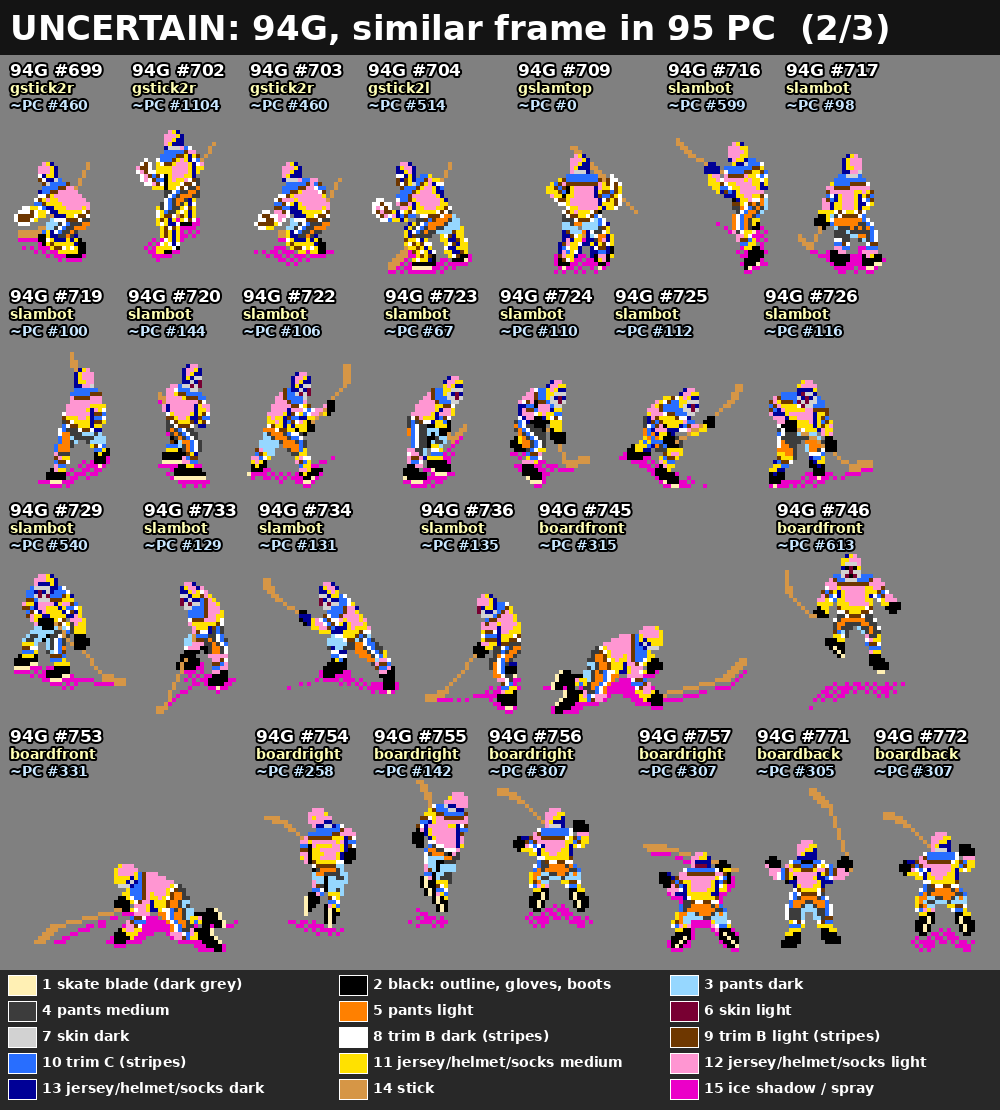 UNCERTAIN: 94G, similar frame in 95 PC (2/3)
94G #699 94G #702 94G #703 94G #704 94G #709 94G #716 94G #717
gstick2r gstick2r gstick2r gstick2l gslamtop slambot slambot
~PC #460 ~PC #1104 ~PC #460 ~PC #514 ~PC #0 ~PC #599 ~PC #98
94G #719 94G #720 94G #722 94G #723 94G #724 94G #725 94G #726
slambot slambot slambot slambot slambot slambot slambot
~PC #100 ~PC #144 ~PC #106 ~PC #67 ~PC #110 ~PC #112 ~PC #116
94G #729 94G #733 94G #734 94G #736 94G #745 94G #746
slambot slambot slambot slambot boardfront boardfront
~PC #540 ~PC #129 ~PC #131 ~PC #135 ~PC #315 ~PC #613
94G #753 94G #754 94G #755 94G #756 94G #757 94G #771 94G #772
boardfront boardright boardright boardright boardright boardback boardback
~PC #331 ~PC #258 ~PC #142 ~PC #307 ~PC #307 ~PC #305 ~PC #307
1 skate blade (dark grey) 2 black: outline, gloves, boots 3 pants dark
4 pants medium 5 pants light 6 skin light
7 skin dark 8 trim B dark (stripes) 9 trim B light (stripes)
10 trim C (stripes) 11 jersey/helmet/socks medium 12 jersey/helmet/socks light
13 jersey/helmet/socks dark 14 stick 15 ice shadow / spray